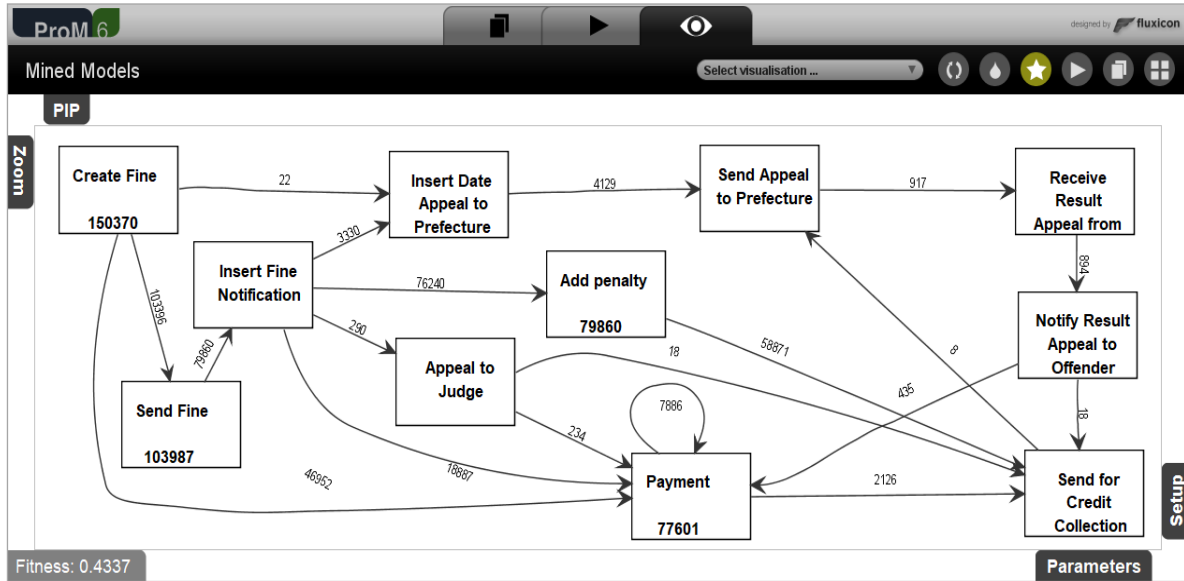 ProM 6
designed by fluxicon
Mined Models
Select visualisation ...
PIP
Zoom
Create Fine
150370
22
Insert Date
Appeal to
Prefecture
4129
Send Appeal
to Prefecture
917
Receive
Result
Appeal from
3330
Insert Fine
Notification
76240
Add penalty
79860
894
103396
79860
290
Notify Result
Appeal to
Offender
Appeal to
Judge
18
58871
8
435
18
Send Fine
103987
7886
234
Payment
77601
46952
18887
2126
Send for
Credit
Collection
Setup
Fitness: 0.4337
Parameters